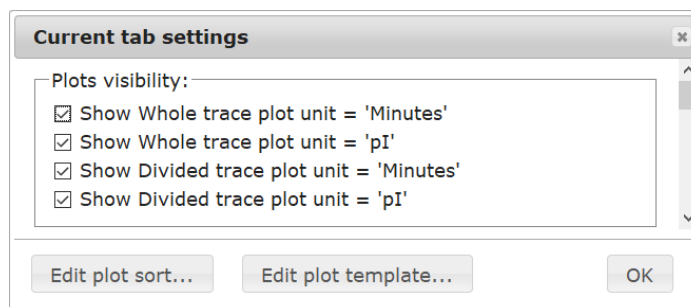 Current tab settings
Plots visibility:
Show Whole trace plot unit = 'Minutes'
Show Whole trace plot unit = 'pI'
Show Divided trace plot unit = 'Minutes'
Show Divided trace plot unit = 'pI'
Edit plot sort... Edit plot template... OK